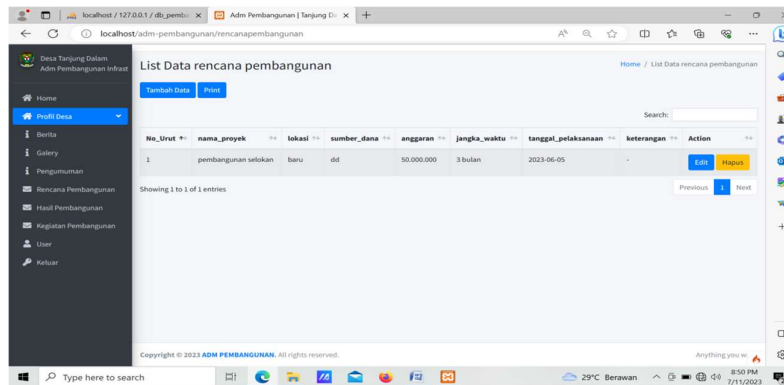 localhost / 127.0.0.1 / db_pemba
Adm Pembangunan | Tanjung Da
localhost/adm-pembangunan/rencanapembangunan
Desa Tanjung Dalam
Adm Pembangunan Infrast
Home
Profil Desa
Berita
Galery
Pengumuman
Rencana Pembangunan
Hasil Pembangunan
Kegiatan Pembangunan
User
Keluar
List Data rencana pembangunan
Home / List Data rencana pembangunan
Tambah Data Print
Search:
No_Urut nama_proyek lokasi sumber_dana anggaran jangka_waktu tanggal_pelaksanaan keterangan Action
1 pembangunan selokan baru dd 50.000.000 3 bulan 2023-06-05 - Edit Hapus
Showing 1 to 1 of 1 entries
Previous 1 Next
Copyright © 2023 ADM PEMBANGUNAN. All rights reserved.
Anything you w
Type here to search
29°C Berawan
8:50 PM
7/11/2023